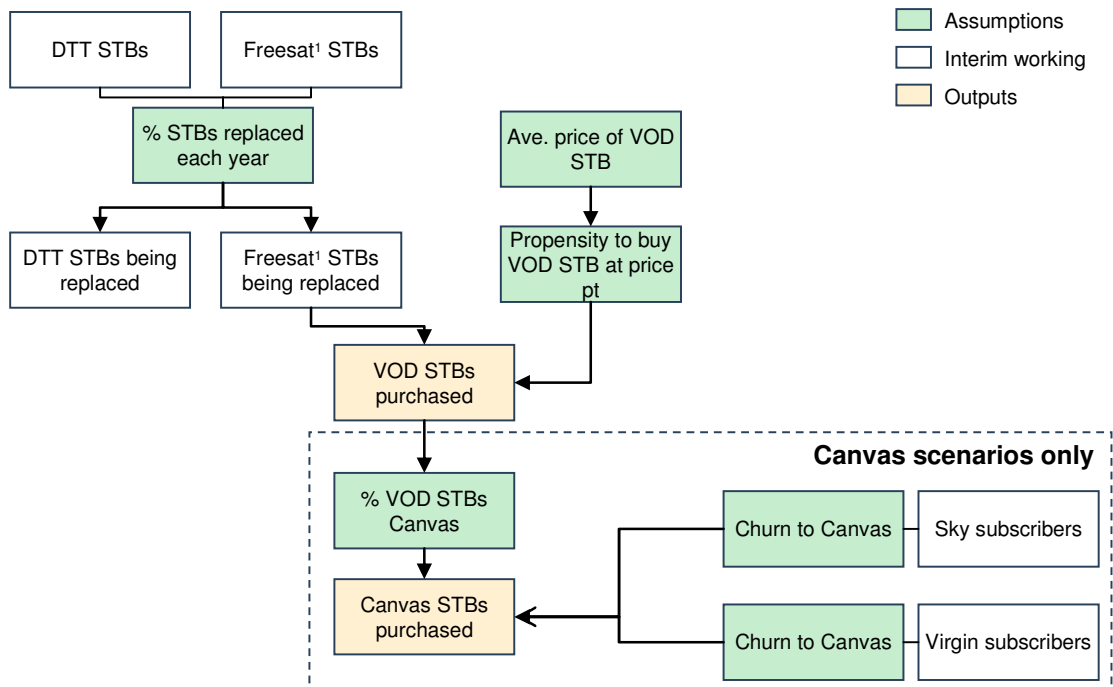 DTT STBs
Freesat¹ STBs
Assumptions
Interim working
Outputs
% STBs replaced
each year
Ave. price of VOD
STB
DTT STBs being
replaced
Freesat¹ STBs
being replaced
Propensity to buy
VOD STB at price
pt
VOD STBs
purchased
Canvas scenarios only
% VOD STBs
Canvas
Churn to Canvas
Sky subscribers
Canvas STBs
purchased
Churn to Canvas
Virgin subscribers